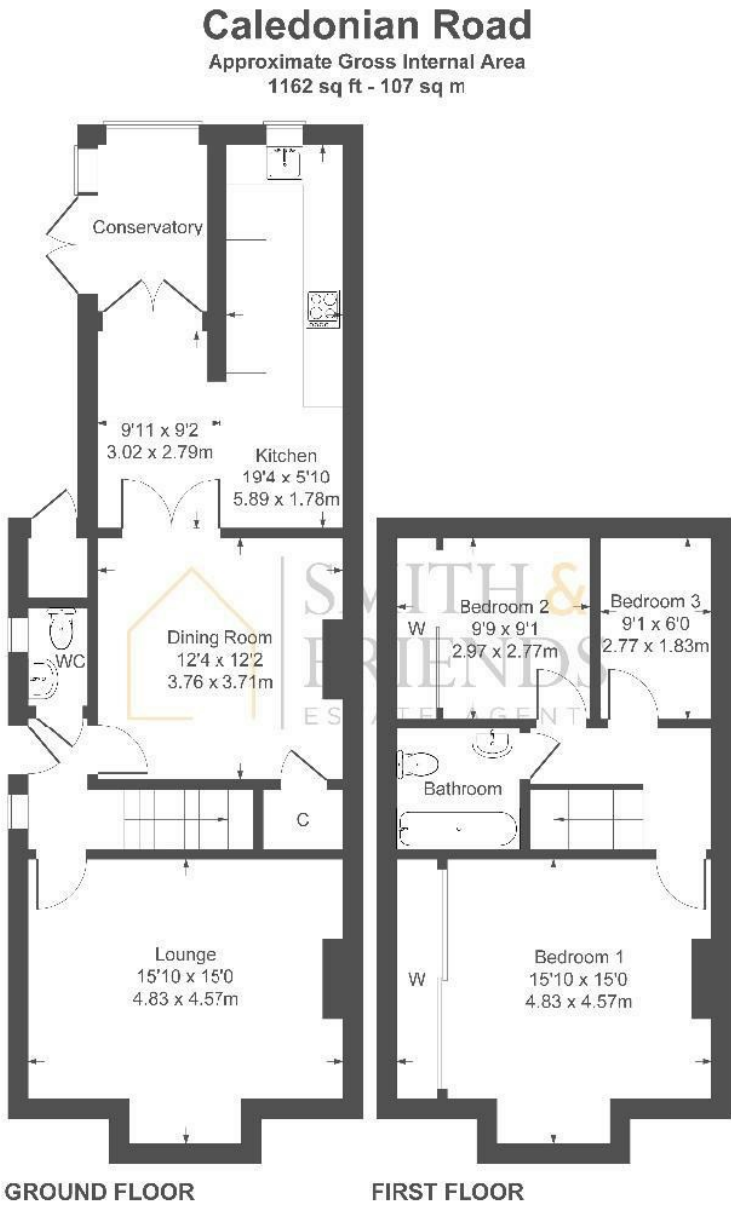 Caledonian Road
Approximate Gross Internal Area
1162 sq ft - 107 sq m
Conservatory
9'11 x 9'2
3.02 x 2.79m
Kitchen
19'4 x 5'10
5.89 x 1.78m
SMITH &
FRIENDS
ESTATE AGENT
Dining Room
12'4 x 12'2
3.76 x 3.71m
WC
C
Lounge
15'10 x 15'0
4.83 x 4.57m
GROUND FLOOR
W
Bedroom 2
9'9 x 9'1
2.97 x 2.77m
Bedroom 3
9'1 x 6'0
2.77 x 1.83m
Bathroom
W
Bedroom 1
15'10 x 15'0
4.83 x 4.57m
FIRST FLOOR